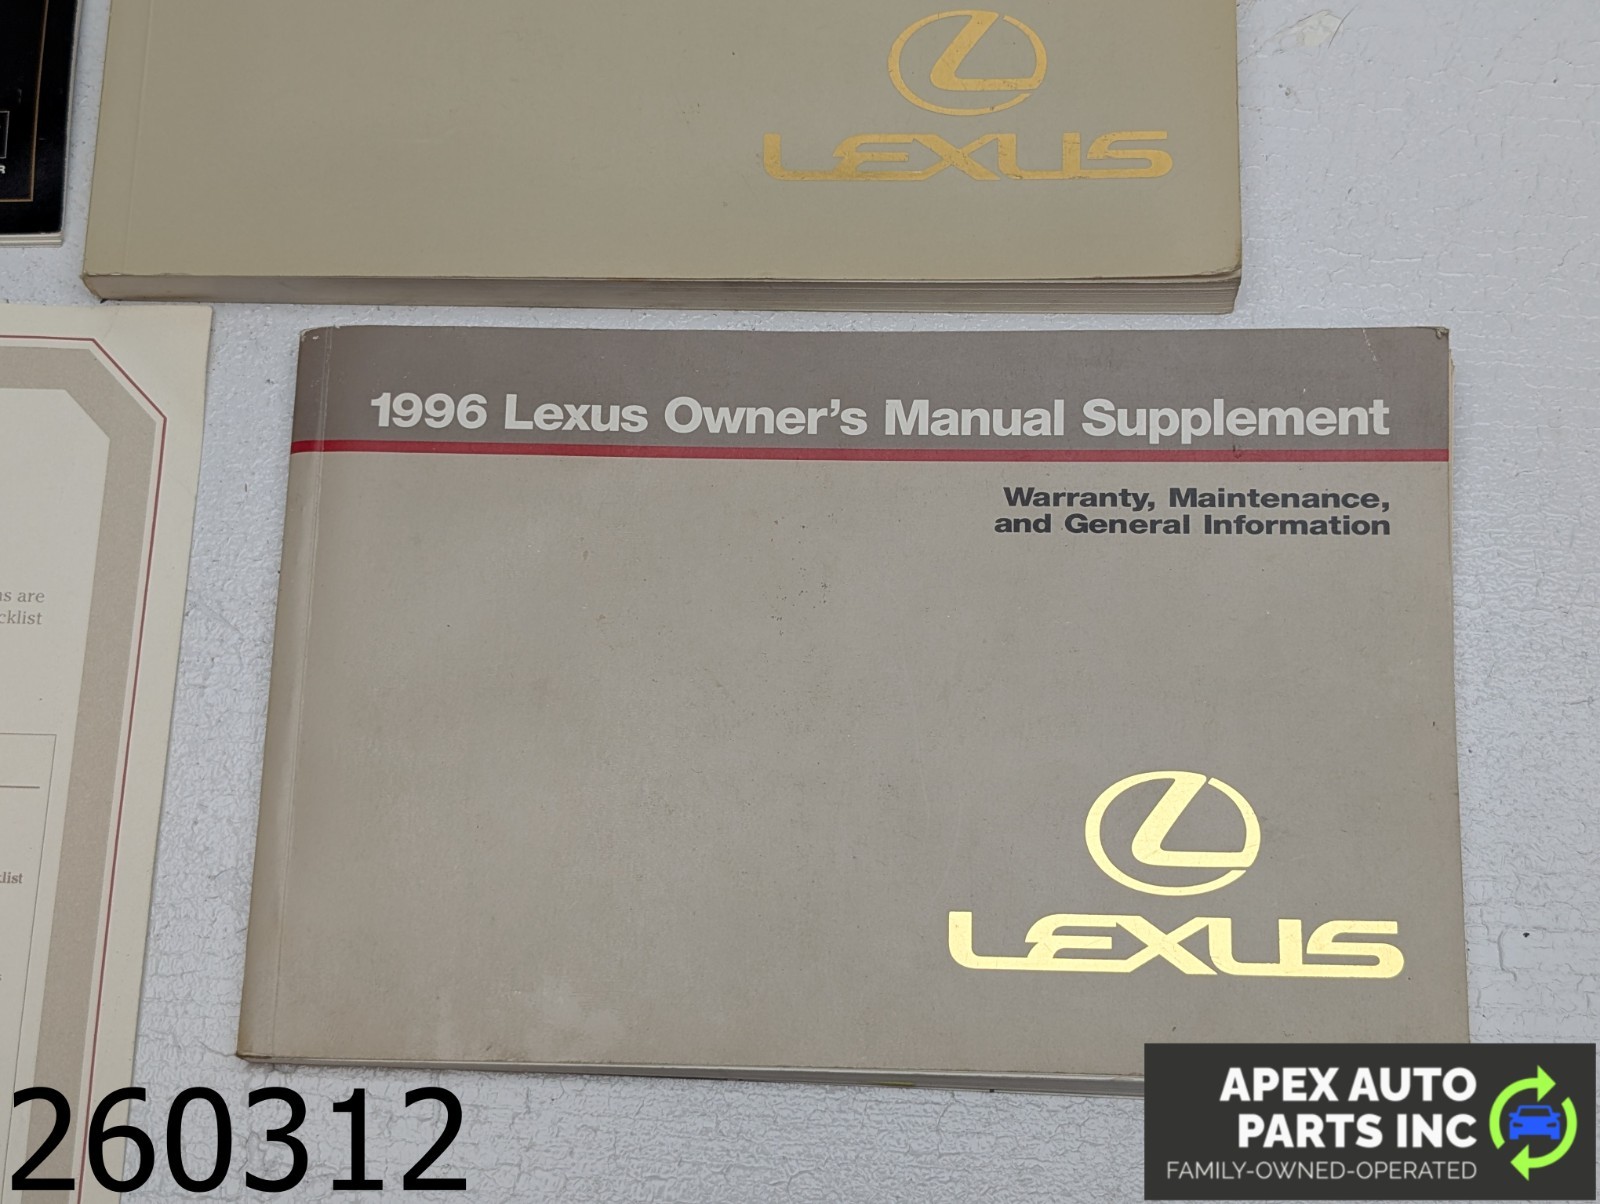 LEXUS
1996 Lexus Owner's Manual Supplement
Warranty, Maintenance,
and General Information
are
LEXUS
260312
APEX AUTO
PARTS INC
FAMILY-OWNED-OPERATED